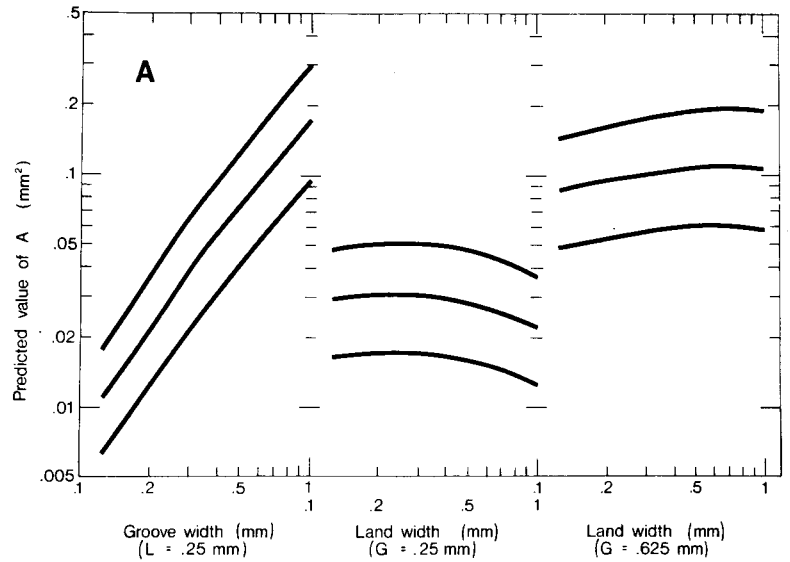 A
Predicted value of A (mm²)
.5
.2
.1
.05
.02
.01
.005
.1 .2 .5 .1 .2 .5 .1 .2 .5 1
.1 1
Groove width (mm)
(L = .25 mm)
Land width (mm)
(G = .25 mm)
Land width (mm)
(G = .625 mm)